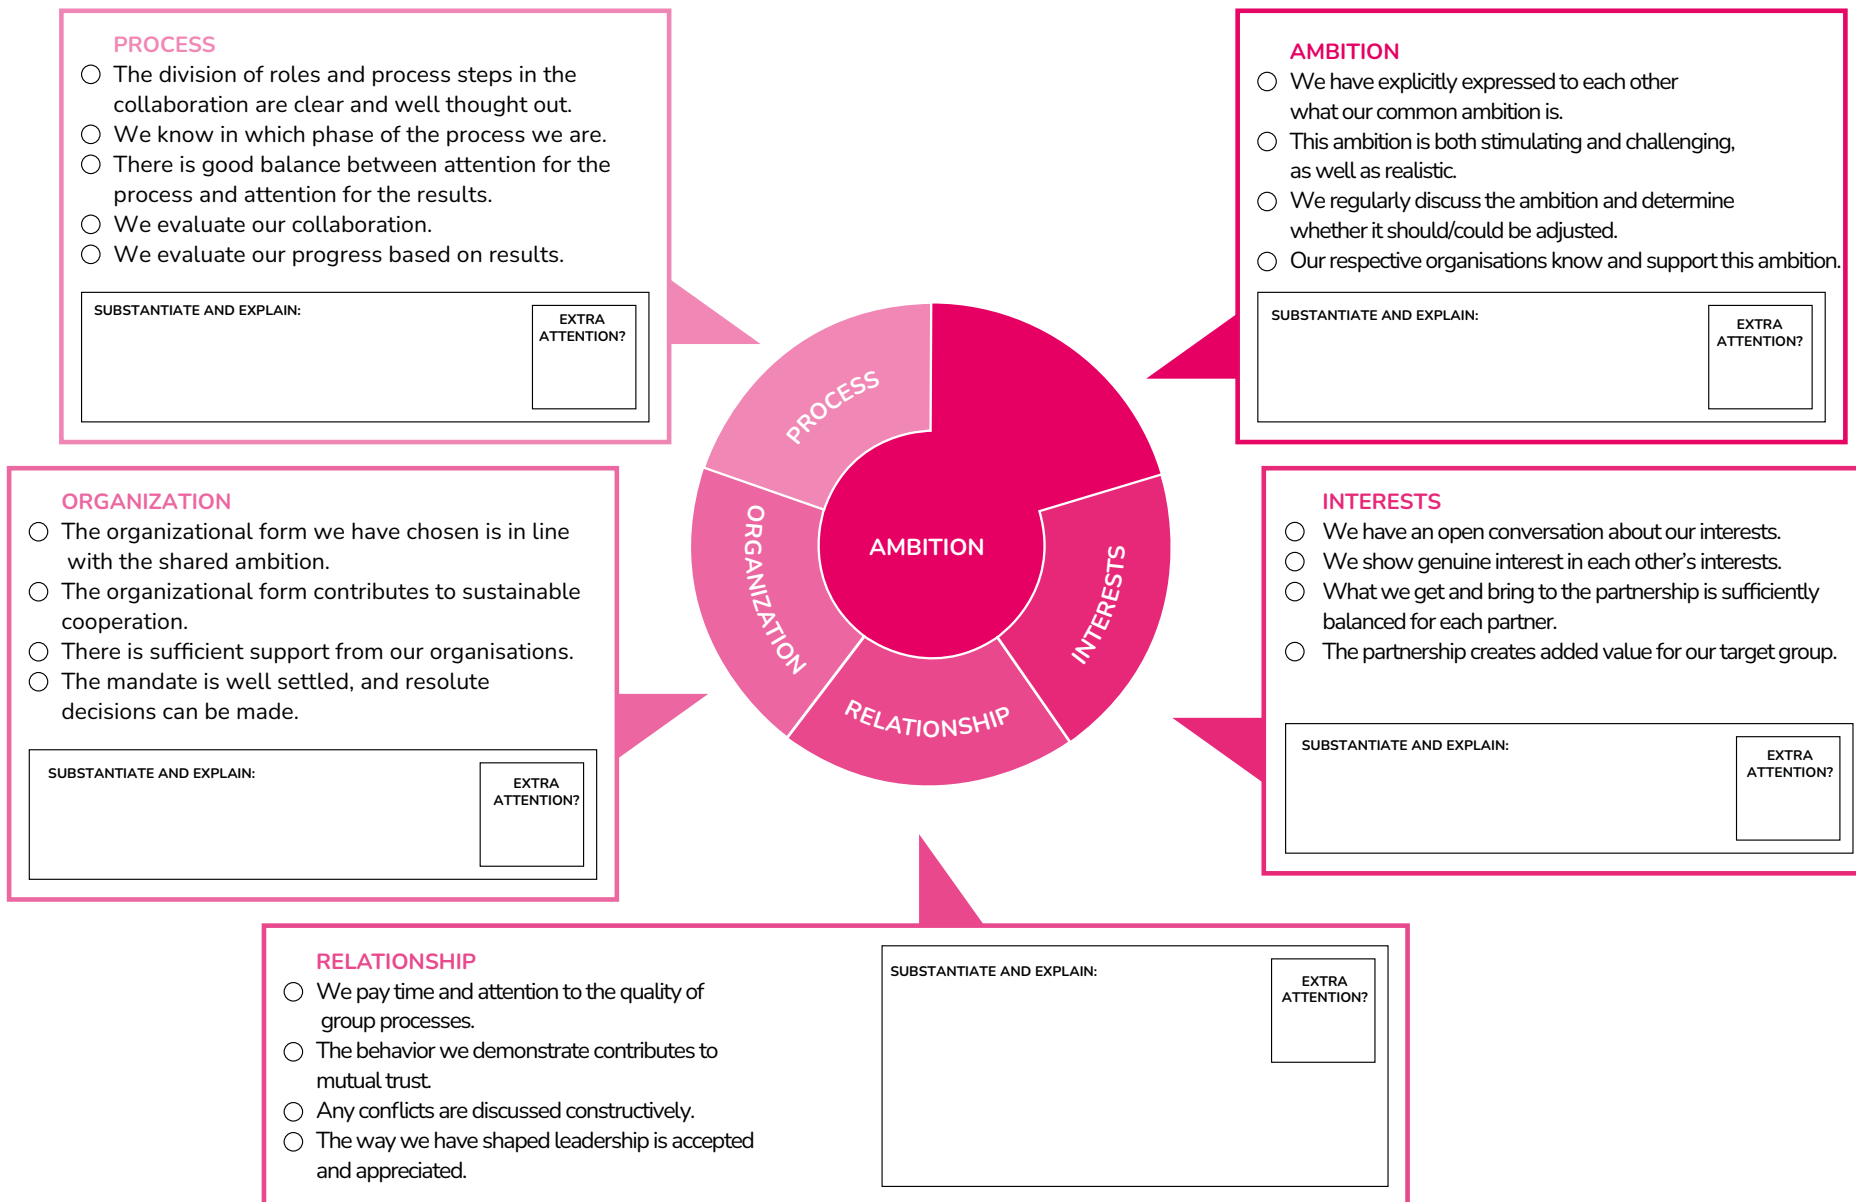 PROCESS
The division of roles and process steps in the
collaboration are clear and well thought out.
We know in which phase of the process we are.
There is good balance between attention for the
process and attention for the results.
We evaluate our collaboration.
We evaluate our progress based on results.
SUBSTANTIATE AND EXPLAIN:
EXTRA
ATTENTION?
AMBITION
We have explicitly expressed to each other
what our common ambition is.
This ambition is both stimulating and challenging,
as well as realistic.
We regularly discuss the ambition and determine
whether it should/could be adjusted.
Our respective organisations know and support this ambition.
SUBSTANTIATE AND EXPLAIN:
EXTRA
ATTENTION?
PROCESS
ORGANIZATION
AMBITION
INTERESTS
RELATIONSHIP
ORGANIZATION
The organizational form we have chosen is in line
with the shared ambition.
The organizational form contributes to sustainable
cooperation.
There is sufficient support from our organisations.
The mandate is well settled, and resolute
decisions can be made.
SUBSTANTIATE AND EXPLAIN:
EXTRA
ATTENTION?
INTERESTS
We have an open conversation about our interests.
We show genuine interest in each other's interests.
What we get and bring to the partnership is sufficiently
balanced for each partner.
The partnership creates added value for our target group.
SUBSTANTIATE AND EXPLAIN:
EXTRA
ATTENTION?
RELATIONSHIP
We pay time and attention to the quality of
group processes.
The behavior we demonstrate contributes to
mutual trust.
Any conflicts are discussed constructively.
The way we have shaped leadership is accepted
and appreciated.
SUBSTANTIATE AND EXPLAIN:
EXTRA
ATTENTION?